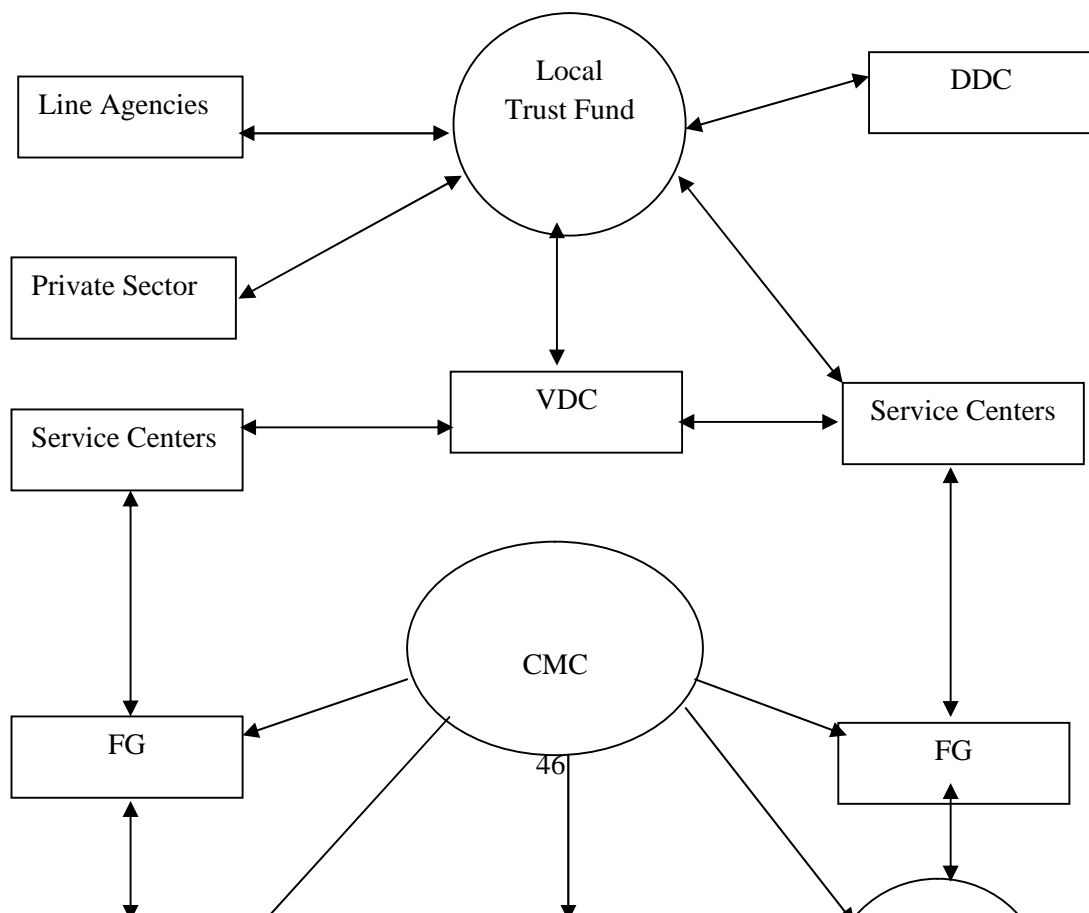 Local
Trust Fund
DDC
Line Agencies
Private Sector
VDC
Service Centers
Service Centers
CMC
FG
FG
46